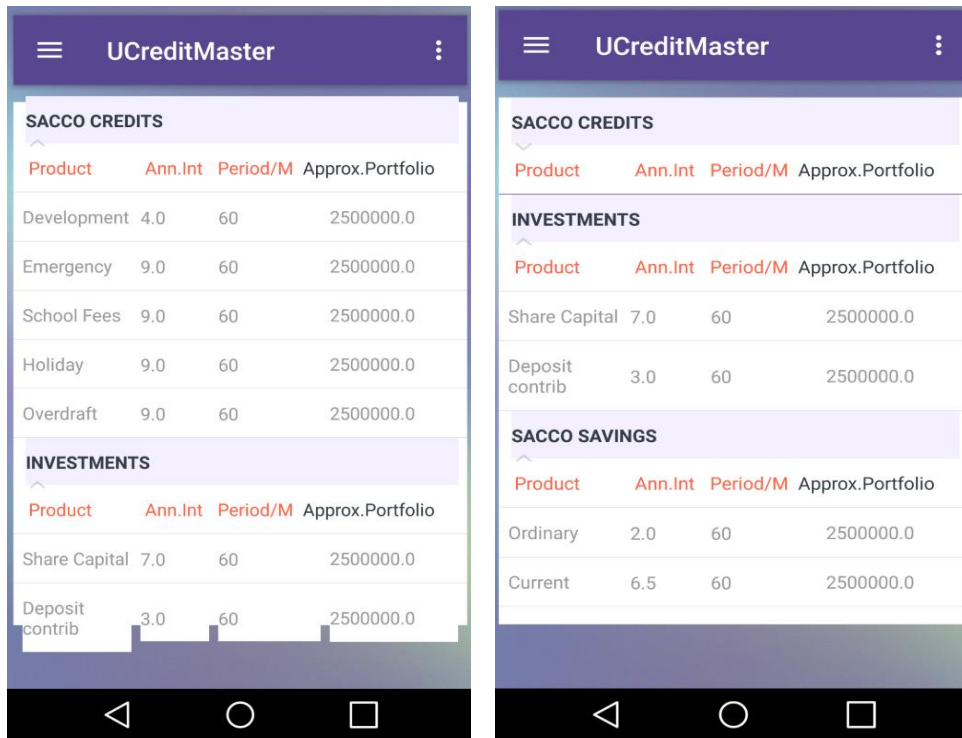 UCreditMaster
SACCO CREDITS
Product Ann.Int Period/M Approx.Portfolio
Development 4.0 60 2500000.0
Emergency 9.0 60 2500000.0
School Fees 9.0 60 2500000.0
Holiday 9.0 60 2500000.0
Overdraft 9.0 60 2500000.0
INVESTMENTS
Product Ann.Int Period/M Approx.Portfolio
Share Capital 7.0 60 2500000.0
Deposit
contrib 3.0 60 2500000.0
UCreditMaster
SACCO CREDITS
Product Ann.Int Period/M Approx.Portfolio
INVESTMENTS
Product Ann.Int Period/M Approx.Portfolio
Share Capital 7.0 60 2500000.0
Deposit
contrib 3.0 60 2500000.0
SACCO SAVINGS
Product Ann.Int Period/M Approx.Portfolio
Ordinary 2.0 60 2500000.0
Current 6.5 60 2500000.0